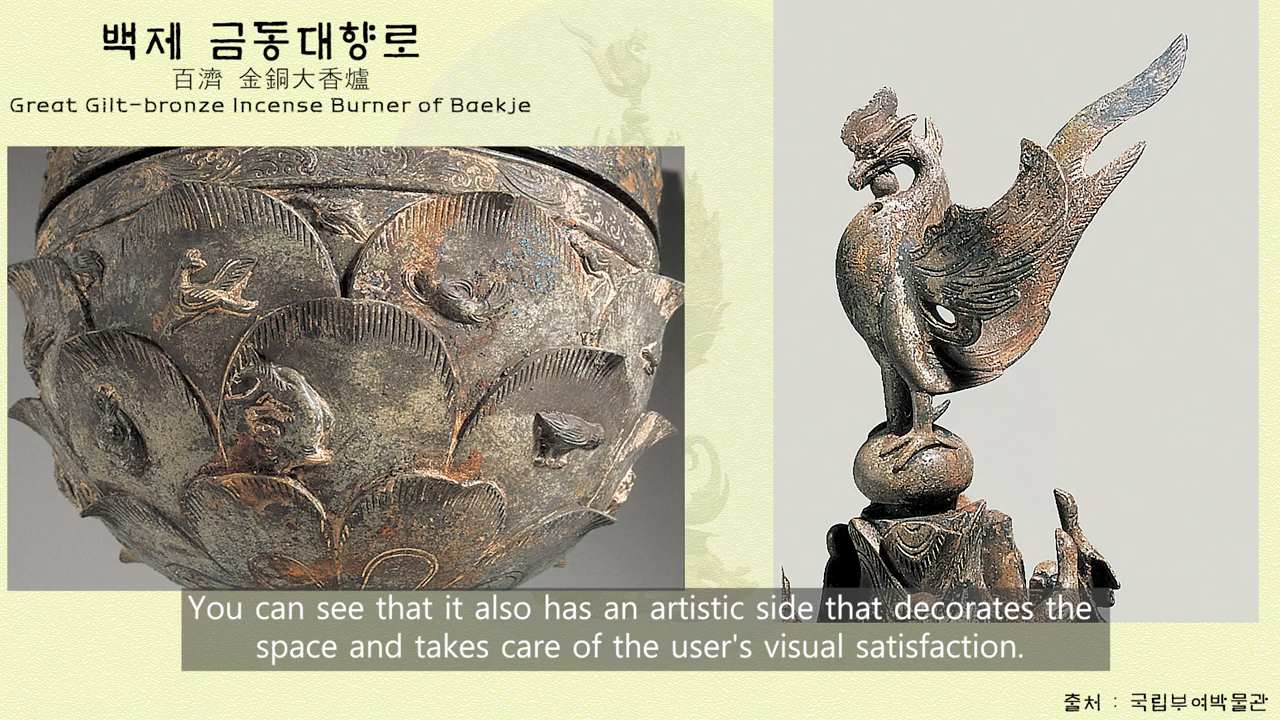 백제 금동대향로
百濟 金銅大香爐
Great Gilt-bronze Incense Burner of Baekje
You can see that it also has an artistic side that decorates the
space and takes care of the user's visual satisfaction.
출처 : 국립부여박물관